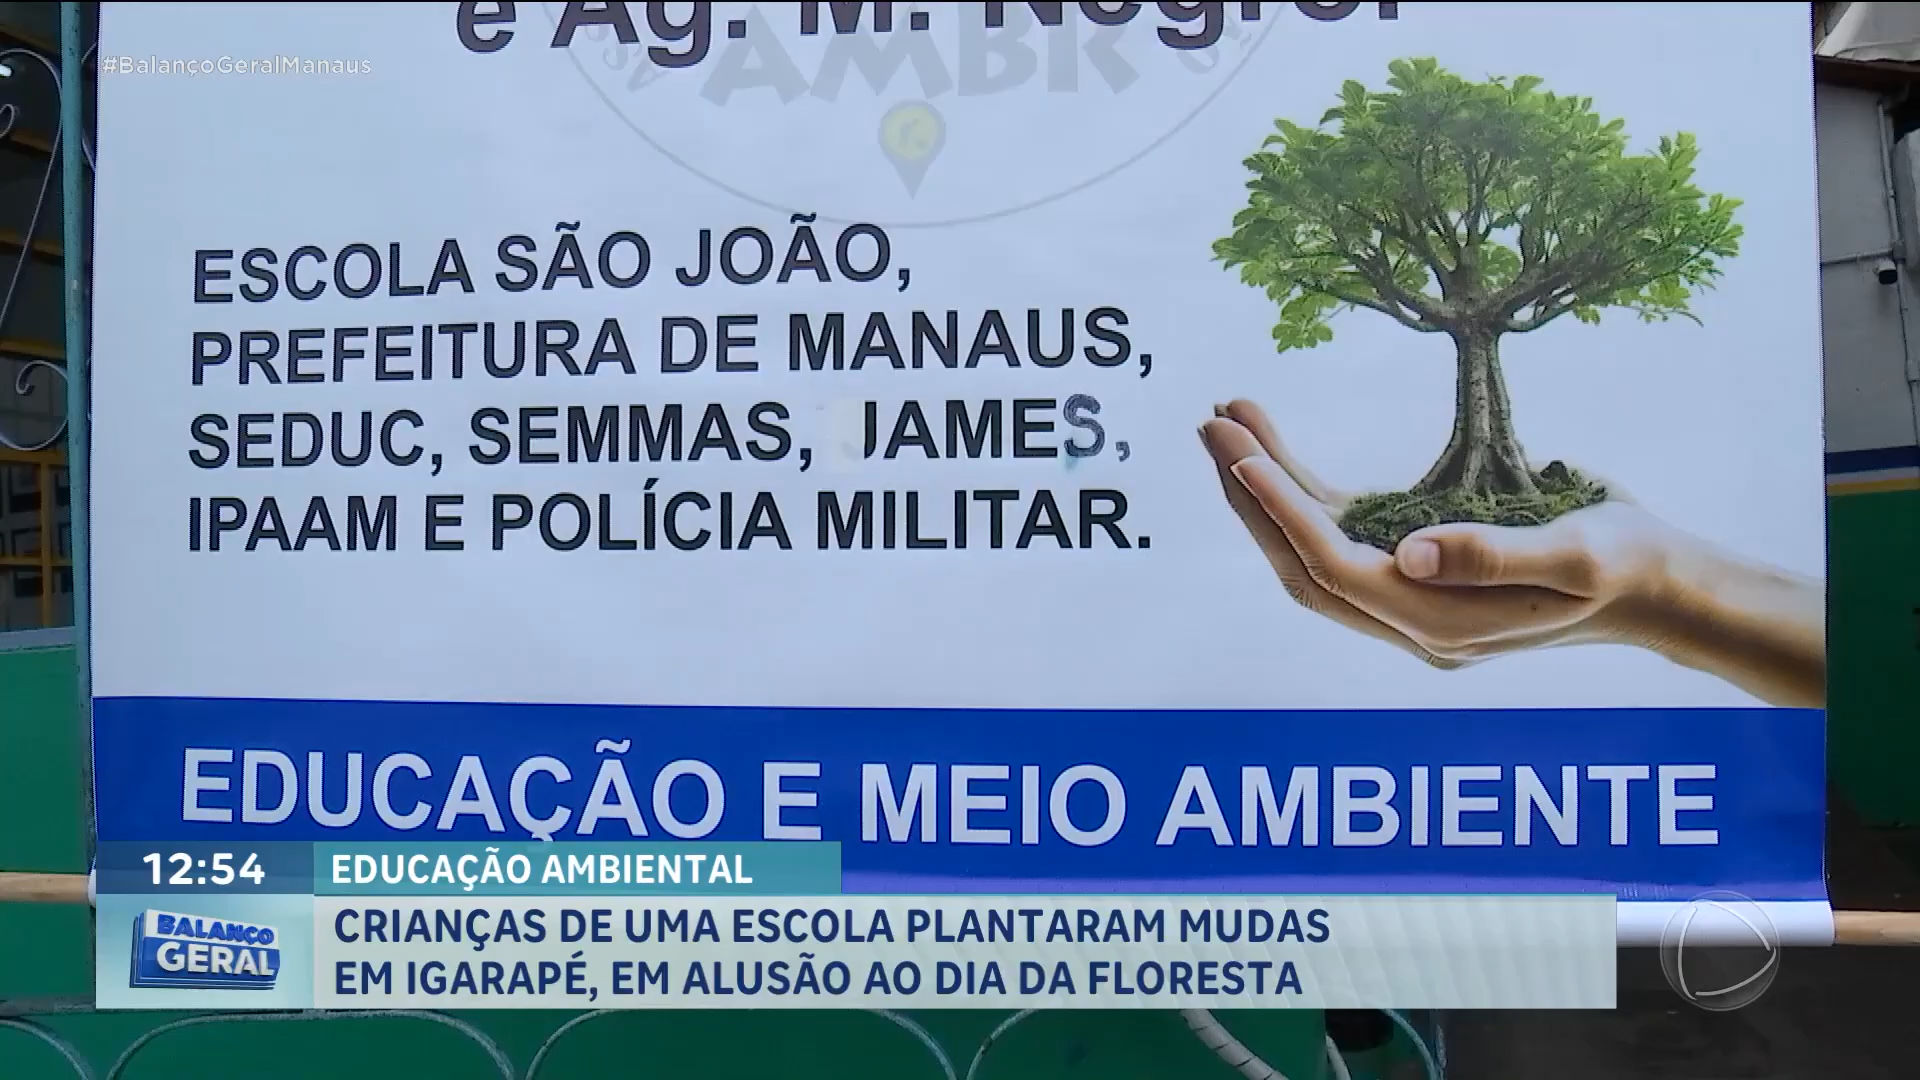 e Ag. M. Negro.
#BalançoGeralManaus
AMBR
ESCOLA SÃO JOÃO,
PREFEITURA DE MANAUS,
SEDUC, SEMMAS, JAMES,
IPAAM E POLÍCIA MILITAR.
EDUCAÇÃO E MEIO AMBIENTE
12:54 EDUCAÇÃO AMBIENTAL
BALANÇO
GERAL
CRIANÇAS DE UMA ESCOLA PLANTARAM MUDAS
EM IGARAPÉ, EM ALUSÃO AO DIA DA FLORESTA